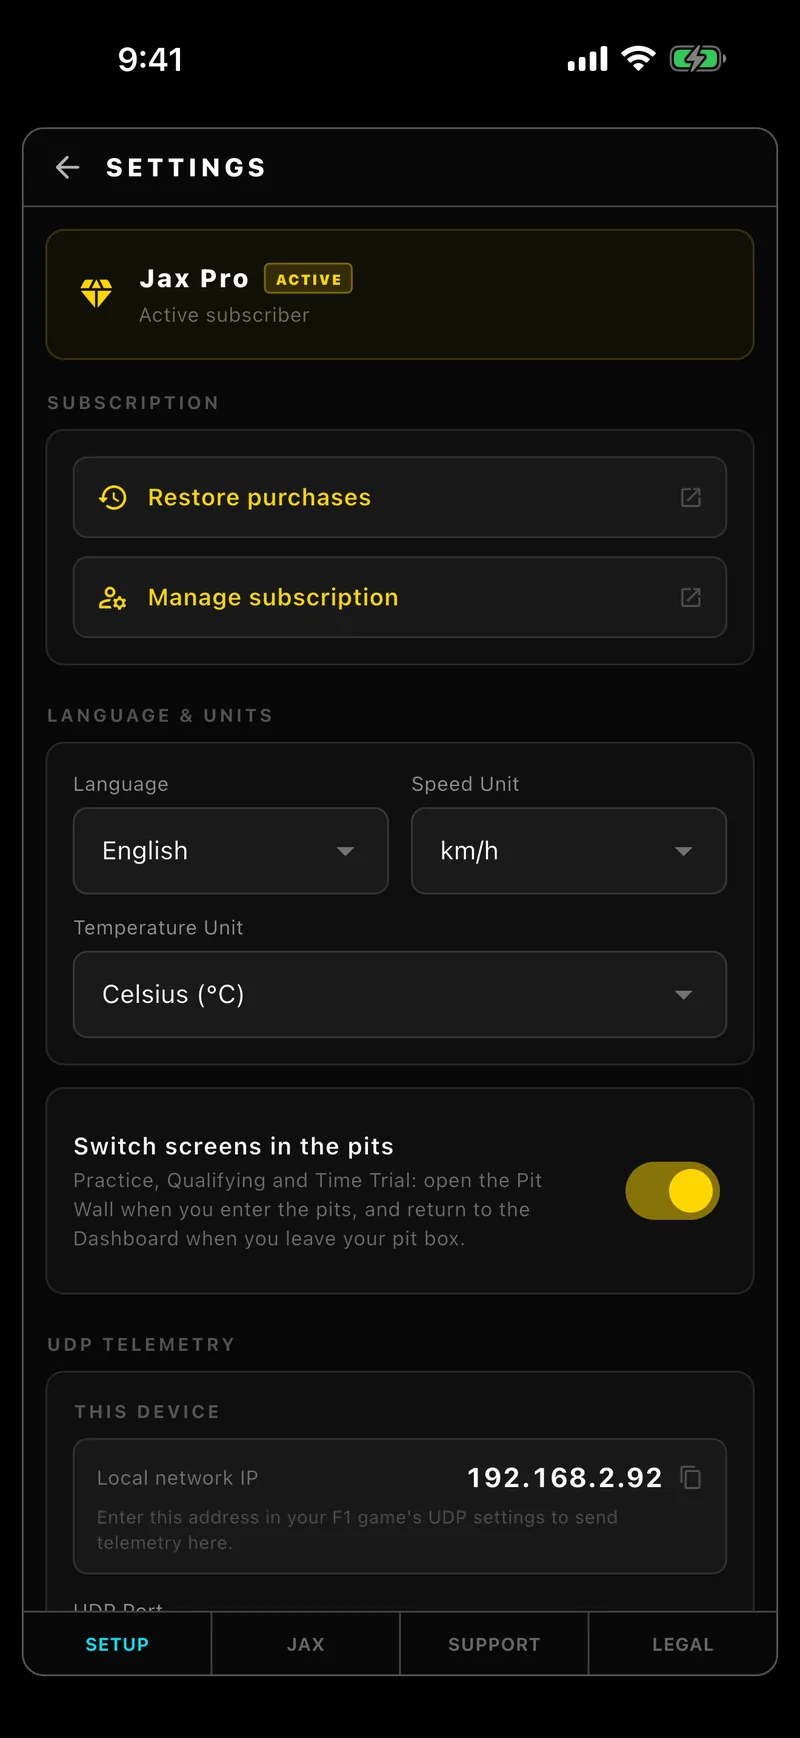 9:41
SETTINGS
Jax Pro ACTIVE
Active subscriber
SUBSCRIPTION
Restore purchases
Manage subscription
LANGUAGE & UNITS
Language Speed Unit
English km/h
Temperature Unit
Celsius (°C)
Switch screens in the pits
Practice, Qualifying and Time Trial: open the Pit
Wall when you enter the pits, and return to the
Dashboard when you leave your pit box.
UDP TELEMETRY
THIS DEVICE
Local network IP 192.168.2.92
Enter this address in your F1 game's UDP settings to send
telemetry here.
UDP Port
SETUP JAX SUPPORT LEGAL